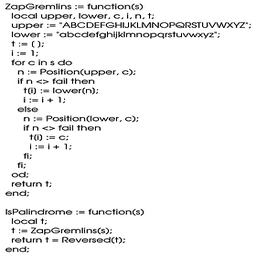 ZapGremlins := function(s)
local upper, lower, c, i, n, t;
upper := "ABCDEFGHIJKLMNOPQRSTUVWXYZ";
lower := "abcdefghijklmnopqrstuvwxyz";
t := [ ];
i := 1;
for c in s do
n := Position(upper, c);
if n <> fail then
t[i] := lower[n];
i := i + 1;
else
n := Position(lower, c);
if n <> fail then
t[i] := c;
i := i + 1;
fi;
fi;
od;
return t;
end;
IsPalindrome := function(s)
local t;
t := ZapGremlins(s);
return t = Reversed(t);
end;